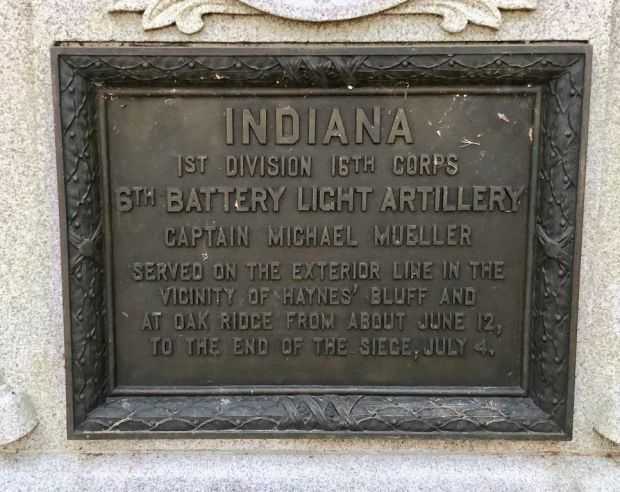 INDIANA
1ST DIVISION 16TH CORPS
6TH BATTERY LIGHT ARTILLERY
CAPTAIN MICHAEL MUELLER
SERVED ON THE EXTERIOR LINE IN THE
VICINITY OF HAYNES' BLUFF AND
AT OAK RIDGE FROM ABOUT JUNE 12,
TO THE END OF THE SIEGE, JULY 4.